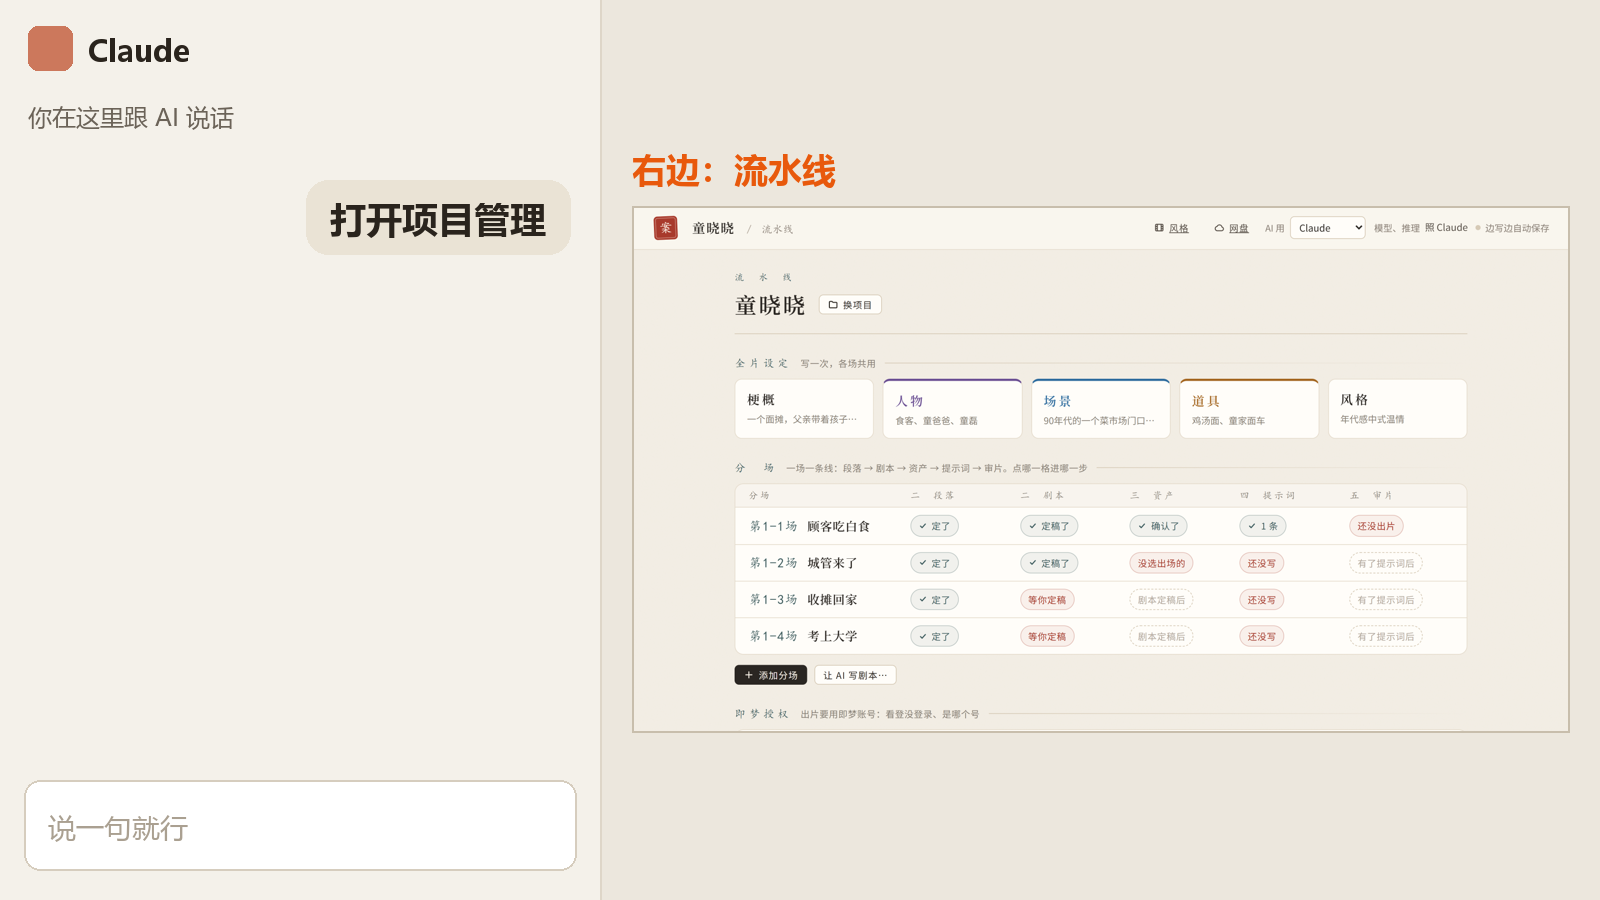 Claude
你在这里跟 AI 说话
打开项目管理
说一句就行
右边：流水线
案 童晓晓 / 流水线 风格 网盘 AI 用 Claude 模型、推理 照 Claude 边写边自动保存
流 水 线
童晓晓 换项目
全片设定 写一次，各场共用
梗概 人物 场景 道具 风格
一个面摊，父亲带着孩子… 食客、童爸爸、童磊 90年代的一个菜市场门口… 鸡汤面、童家面车 年代感中式温情
分 场 一场一条线：段落 → 剧本 → 资产 → 提示词 → 审片。点哪一格进哪一步
分场 二 段落 二 剧本 三 资产 四 提示词 五 审片
第1-1场 顾客吃白食 ✓ 定了 ✓ 定稿了 ✓ 确认了 ✓ 1 条 还没出片
第1-2场 城管来了 ✓ 定了 ✓ 定稿了 没选出场的 还没写 有了提示词后
第1-3场 收摊回家 ✓ 定了 等你定稿 剧本定稿后 还没写 有了提示词后
第1-4场 考上大学 ✓ 定了 等你定稿 剧本定稿后 还没写 有了提示词后
+ 添加分场 让 AI 写剧本…
即梦授权 出片要用即梦账号：看登没登录、是哪个号